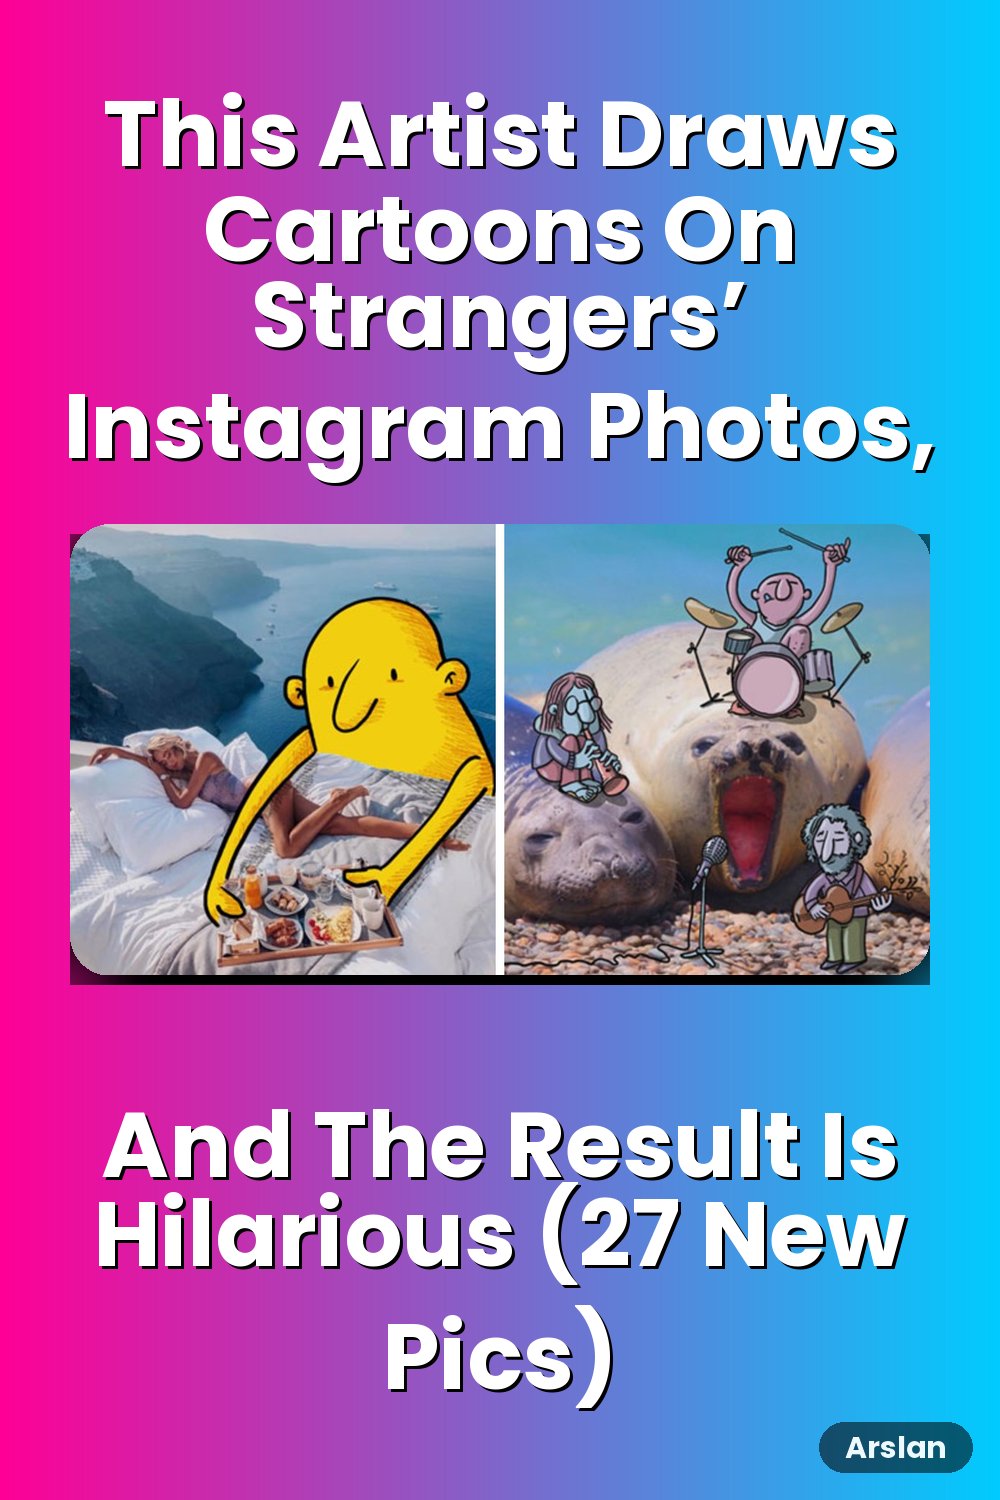 This Artist Draws
Cartoons On
Strangers’
Instagram Photos,
And The Result Is
Hilarious (27 New
Pics)
Arslan